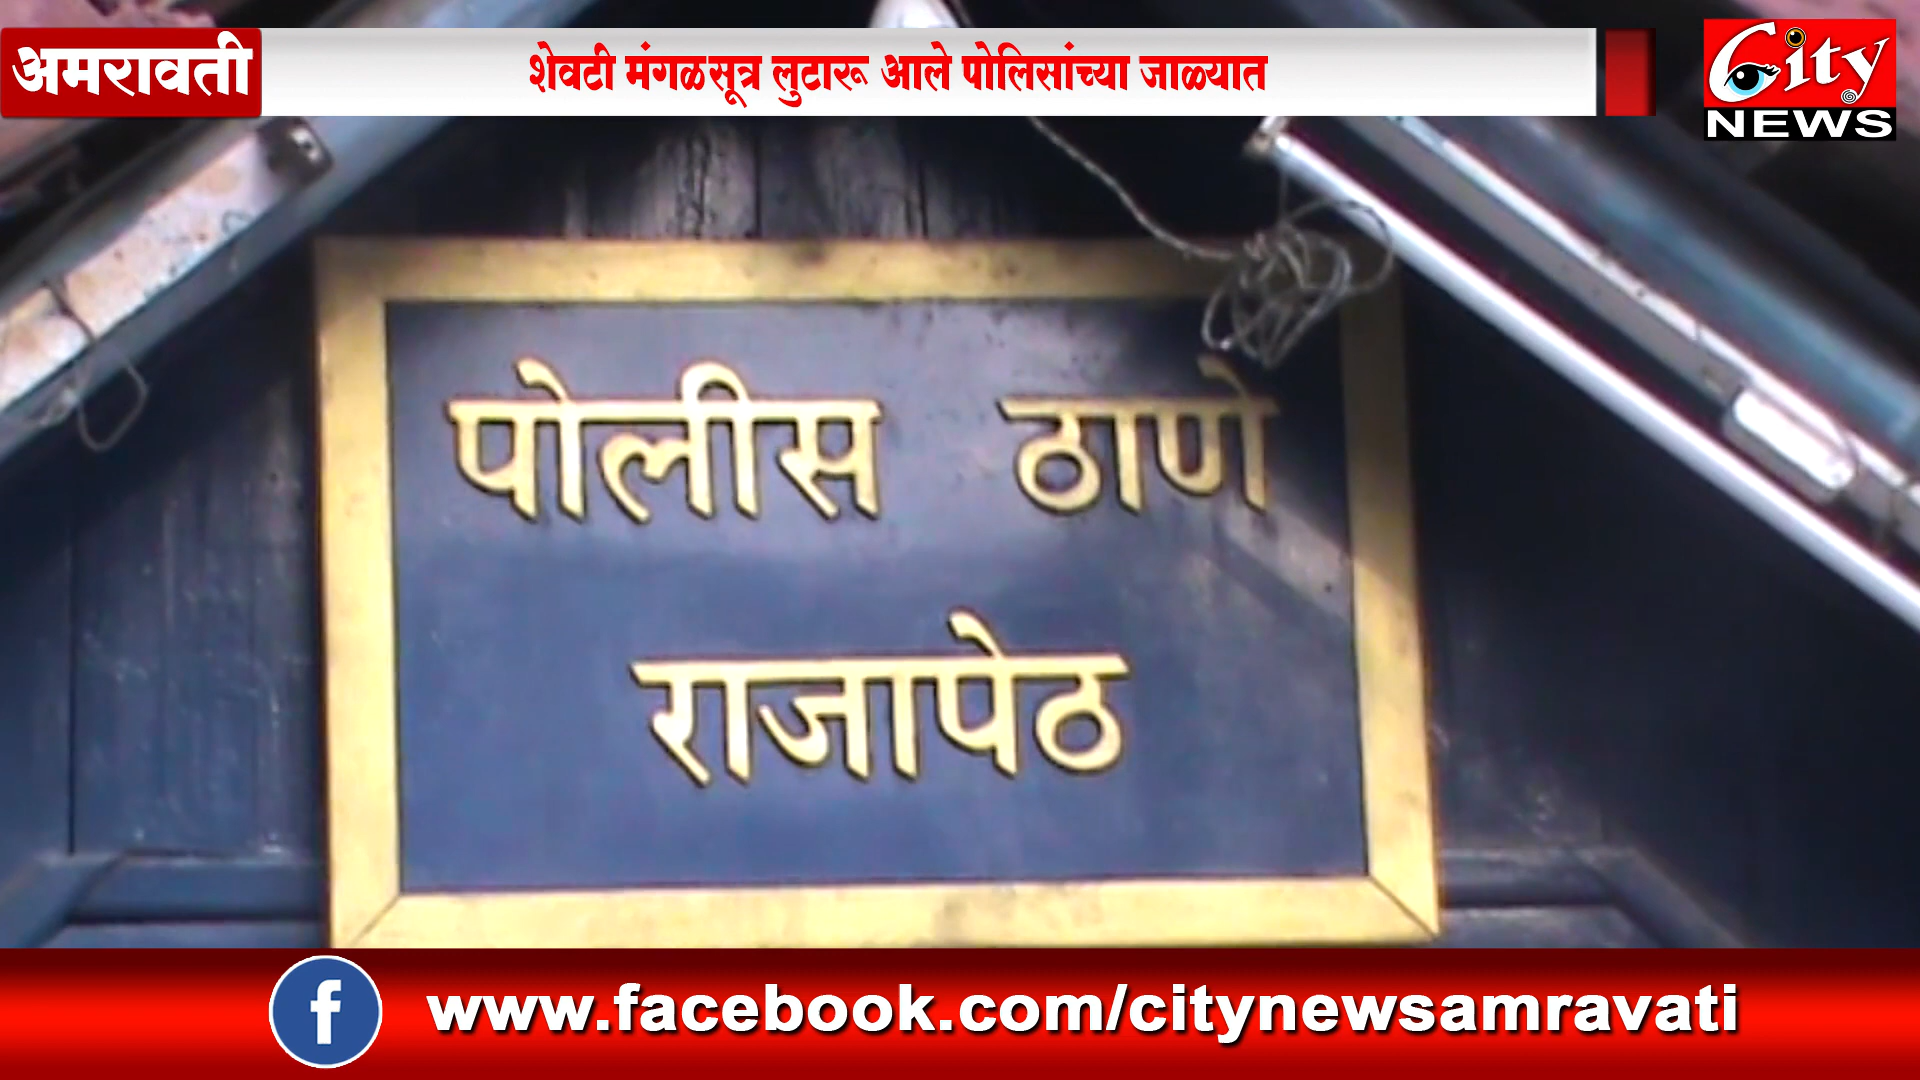 अमरावती
शेवटी मंगळसूत्र लुटारू आले पोलिसांच्या जाळ्यात
City
NEWS
पोलीस ठाणे
राजापेठ
f www.facebook.com/citynewsamravati